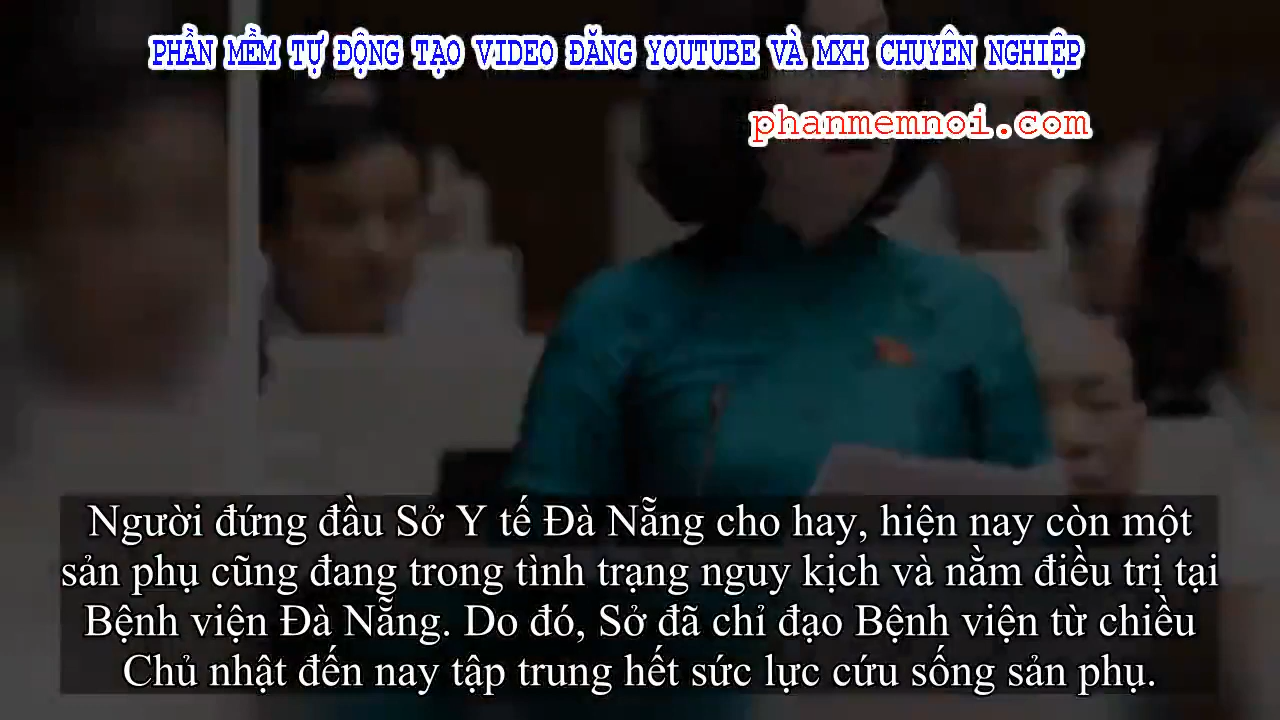 PHẦN MỀM TỰ ĐỘNG TẠO VIDEO ĐĂNG YOUTUBE VÀ MXH CHUYÊN NGHIỆP
phanmemnoi.com
Người đứng đầu Sở Y tế Đà Nẵng cho hay, hiện nay còn một
sản phụ cũng đang trong tình trạng nguy kịch và nằm điều trị tại
Bệnh viện Đà Nẵng. Do đó, Sở đã chỉ đạo Bệnh viện từ chiều
Chủ nhật đến nay tập trung hết sức lực cứu sống sản phụ.